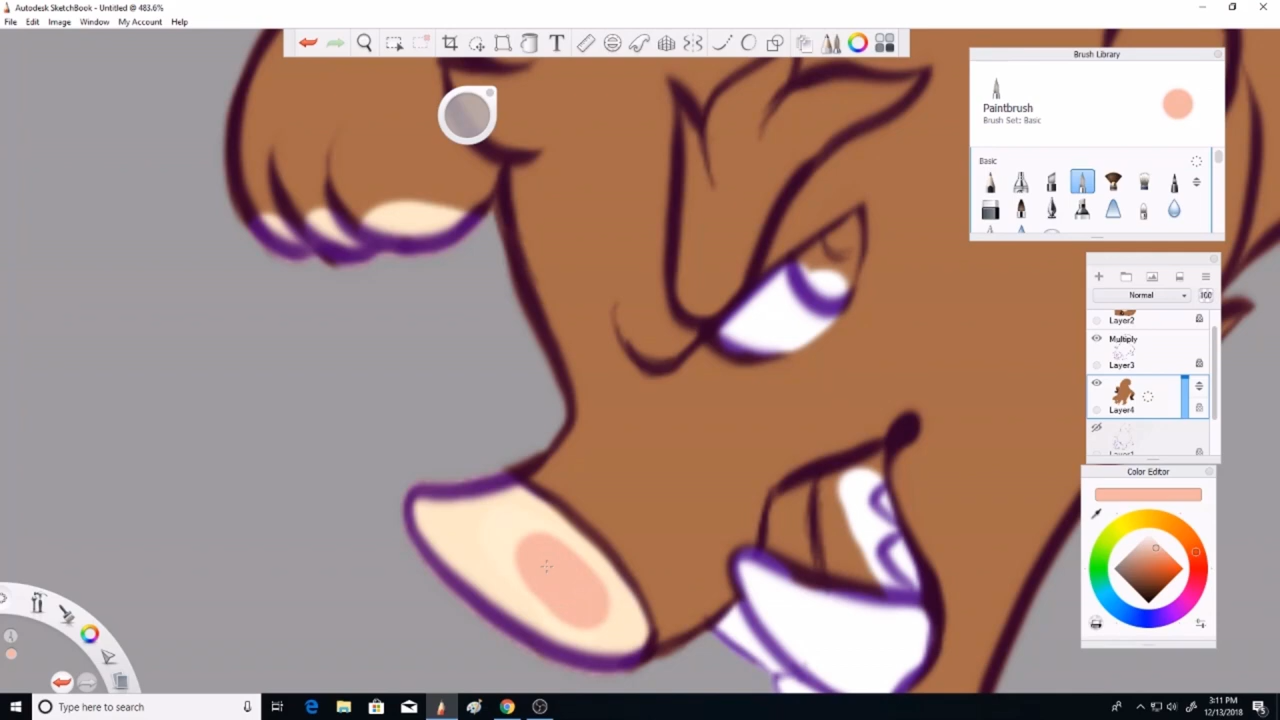 Autodesk SketchBook - Untitled @ 483.6%
File Edit Image Window My Account Help
Brush Library
Paintbrush
Brush Set: Basic
Basic
Normal
100
Layer2
Multiply
Layer3
Layer4
Color Editor
Type here to search
3:11 PM
12/13/2018